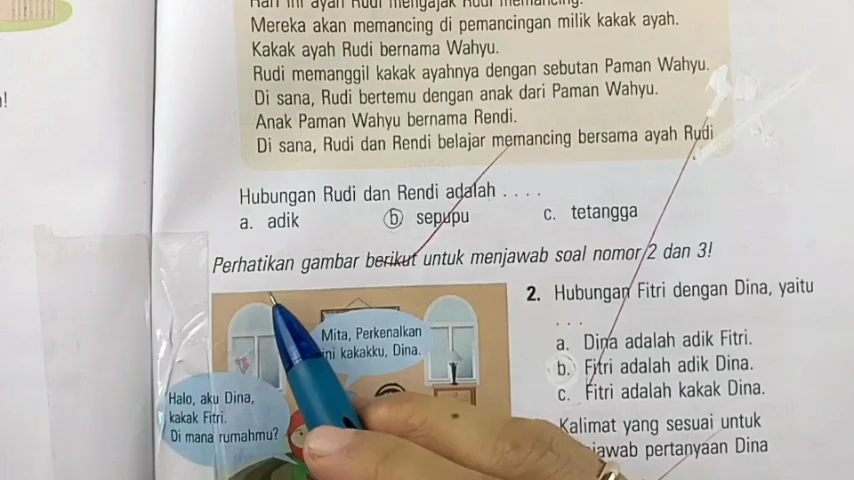 Hari ini ayah Rudi mengajak Rudi memancing.
Mereka akan memancing di pemancingan milik kakak ayah.
Kakak ayah Rudi bernama Wahyu.
Rudi memanggil kakak ayahnya dengan sebutan Paman Wahyu.
Di sana, Rudi bertemu dengan anak dari Paman Wahyu.
Anak Paman Wahyu bernama Rendi.
Di sana, Rudi dan Rendi belajar memancing bersama ayah Rudi
Hubungan Rudi dan Rendi adalah . . . .
a. adik b. sepupu c. tetangga
Perhatikan gambar berikut untuk menjawab soal nomor 2 dan 3!
Mita, Perkenalkan
ini kakakku, Dina.
Halo, aku Dina,
kakak Fitri.
Di mana rumahmu?
2. Hubungan Fitri dengan Dina, yaitu
. . .
a. Dina adalah adik Fitri.
b. Fitri adalah adik Dina.
c. Fitri adalah kakak Dina.
Kalimat yang sesuai untuk
pertanyaan Dina